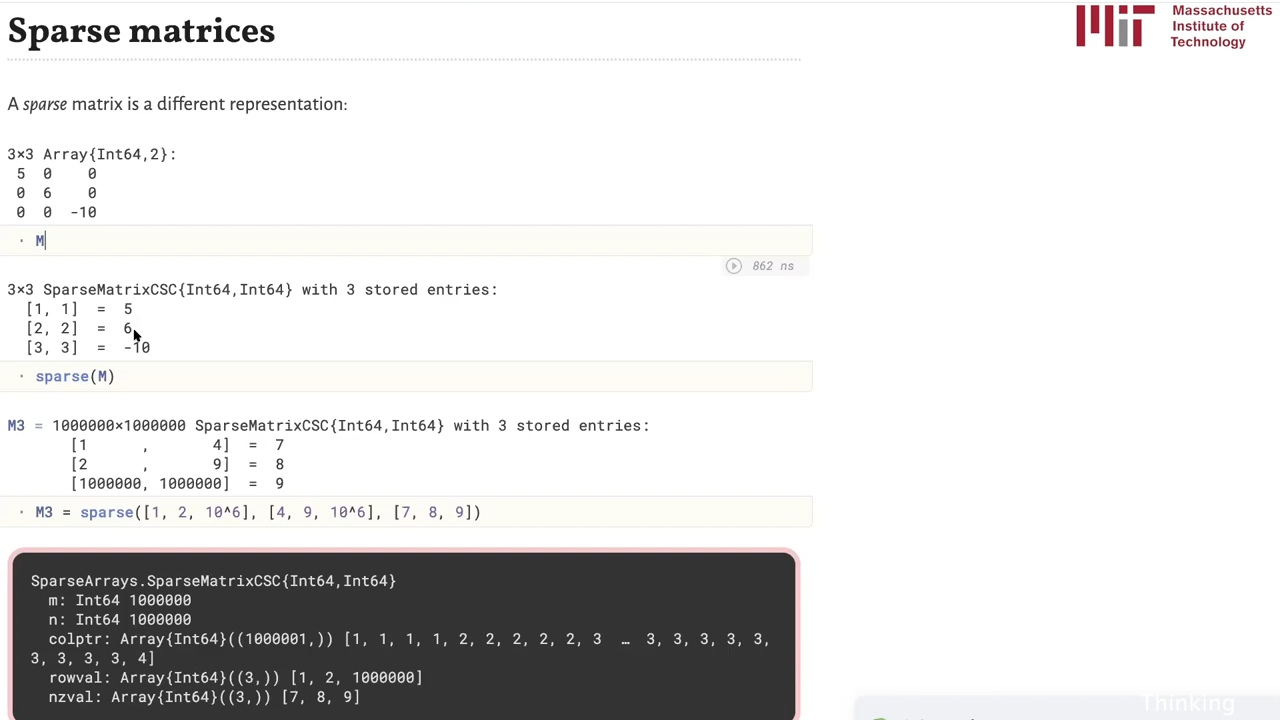 Sparse matrices
Massachusetts
Institute of
Technology
A sparse matrix is a different representation:
3×3 Array{Int64,2}:
5 0 0
0 6 0
0 0 -10
· M
862 ns
3×3 SparseMatrixCSC{Int64,Int64} with 3 stored entries:
[1, 1] = 5
[2, 2] = 6
[3, 3] = -10
· sparse(M)
M3 = 1000000×1000000 SparseMatrixCSC{Int64,Int64} with 3 stored entries:
[1 , 4] = 7
[2 , 9] = 8
[1000000, 1000000] = 9
· M3 = sparse([1, 2, 10^6], [4, 9, 10^6], [7, 8, 9])
SparseArrays.SparseMatrixCSC{Int64,Int64}
m: Int64 1000000
n: Int64 1000000
colptr: Array{Int64}((1000001,)) [1, 1, 1, 1, 2, 2, 2, 2, 2, 3 … 3, 3, 3, 3, 3,
3, 3, 3, 3, 4]
rowval: Array{Int64}((3,)) [1, 2, 1000000]
nzval: Array{Int64}((3,)) [7, 8, 9]
Thinking